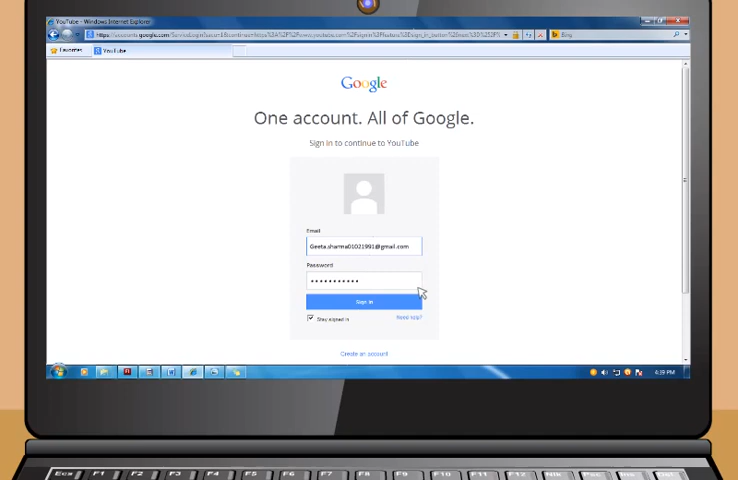 YouTube - Windows Internet Explorer
Favorites
YouTube
Bing
Google
One account. All of Google.
Sign in to continue to YouTube
Email
Geeta.sharma01021991@gmail.com
Password
Sign in
Stay signed in
Need help?
Create an account
4:39 PM
Esc F1 F2 F3 F4 F5 F6 F7 F8 F9 F10 F11 F12